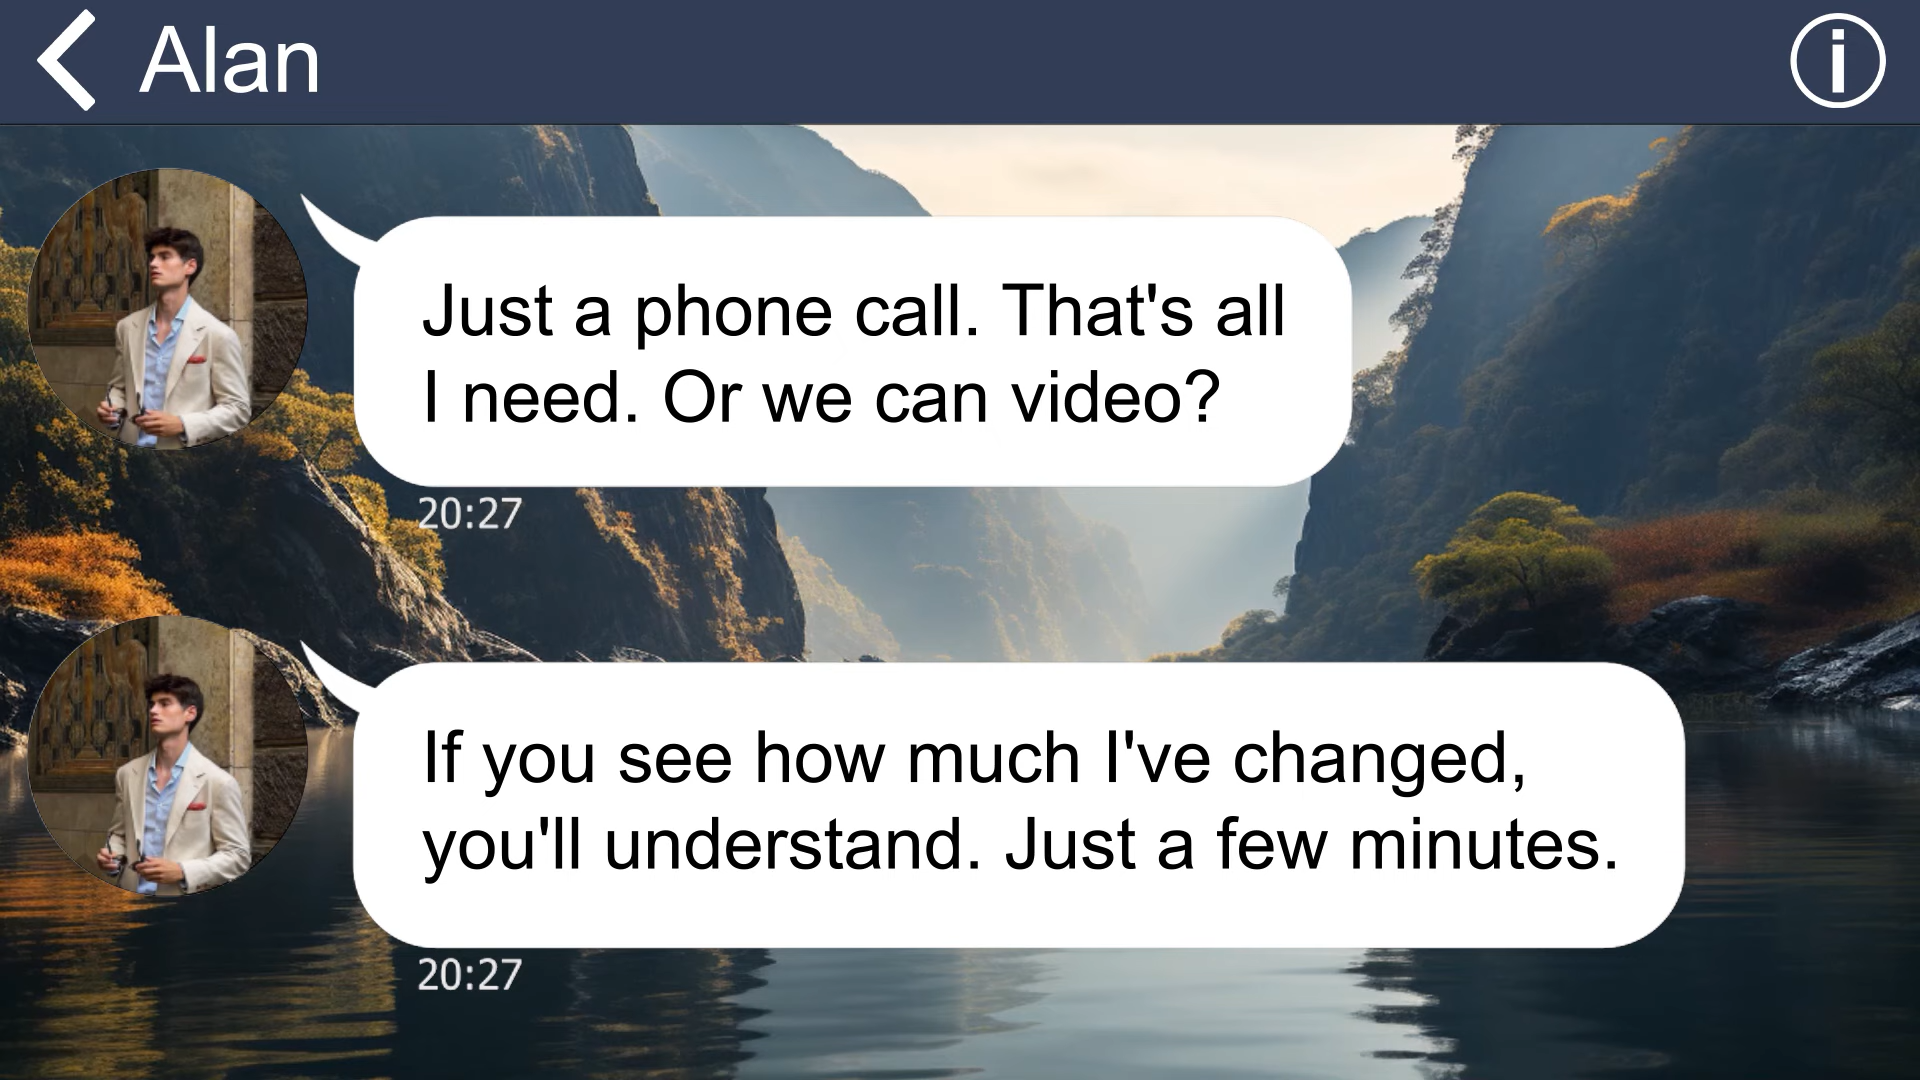 Alan
Just a phone call. That's all
I need. Or we can video?
20:27
If you see how much I've changed,
you'll understand. Just a few minutes.
20:27